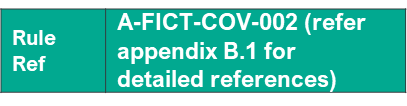 Rule
Ref
A-FICT-COV-002 (refer
appendix B.1 for
detailed references)